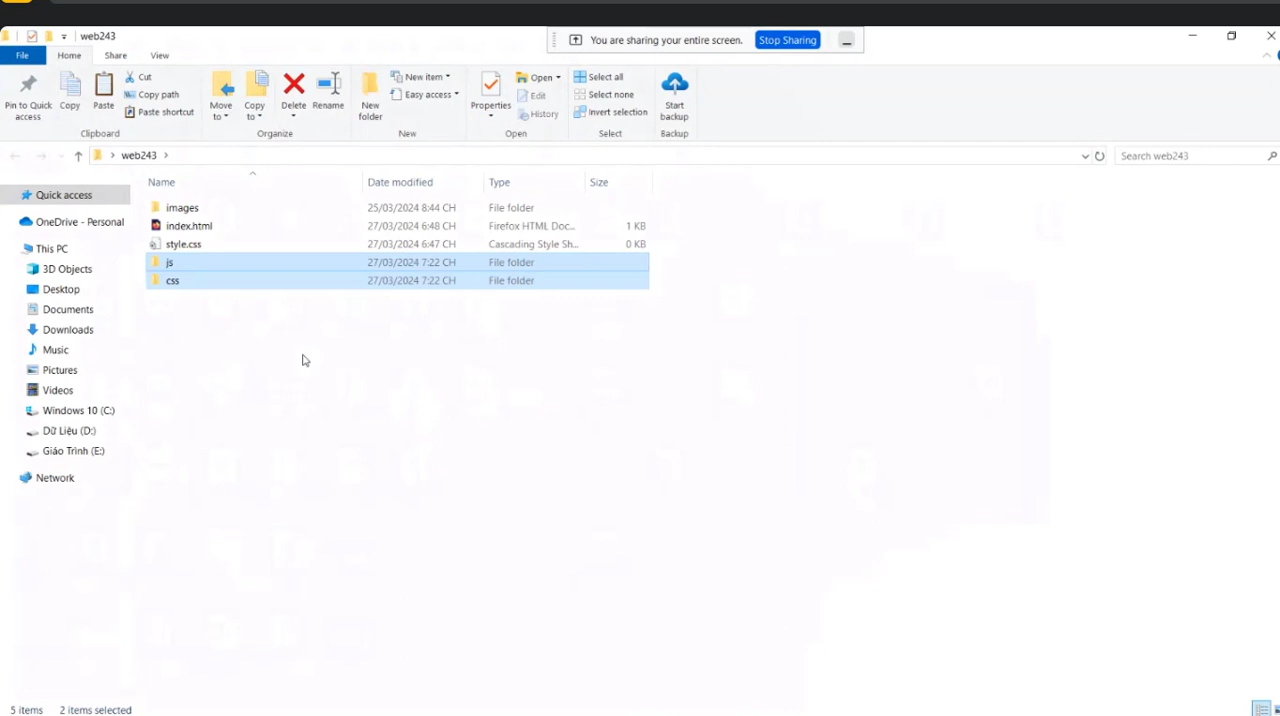 web243
You are sharing your entire screen. Stop Sharing
File Home Share View
Pin to Quick access
Copy
Paste
Cut
Copy path
Paste shortcut
Clipboard
Move to
Copy to
Delete
Rename
Organize
New folder
New item
Easy access
New
Properties
Open
Edit
History
Open
Select all
Select none
Invert selection
Select
Start backup
Backup
web243
Search web243
Name Date modified Type Size
images 25/03/2024 8:44 CH File folder
index.html 27/03/2024 6:48 CH Firefox HTML Doc... 1 KB
style.css 27/03/2024 6:47 CH Cascading Style Sh... 0 KB
js 27/03/2024 7:22 CH File folder
css 27/03/2024 7:22 CH File folder
Quick access
OneDrive - Personal
This PC
3D Objects
Desktop
Documents
Downloads
Music
Pictures
Videos
Windows 10 (C:)
Dữ Liệu (D:)
Giáo Trình (E:)
Network
5 items 2 items selected